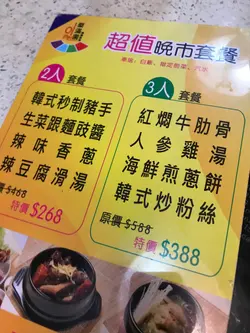 超值晚市套餐
2人 套餐
韓式秒制豬手
生菜跟麵豉醬
辣味香蔥
辣豆腐滑湯
$468
特價 $268
3人 套餐
紅燜牛肋骨
人參雞湯
海鮮煎蔥餅
韓式炒粉絲
原價 $588
特價 $388